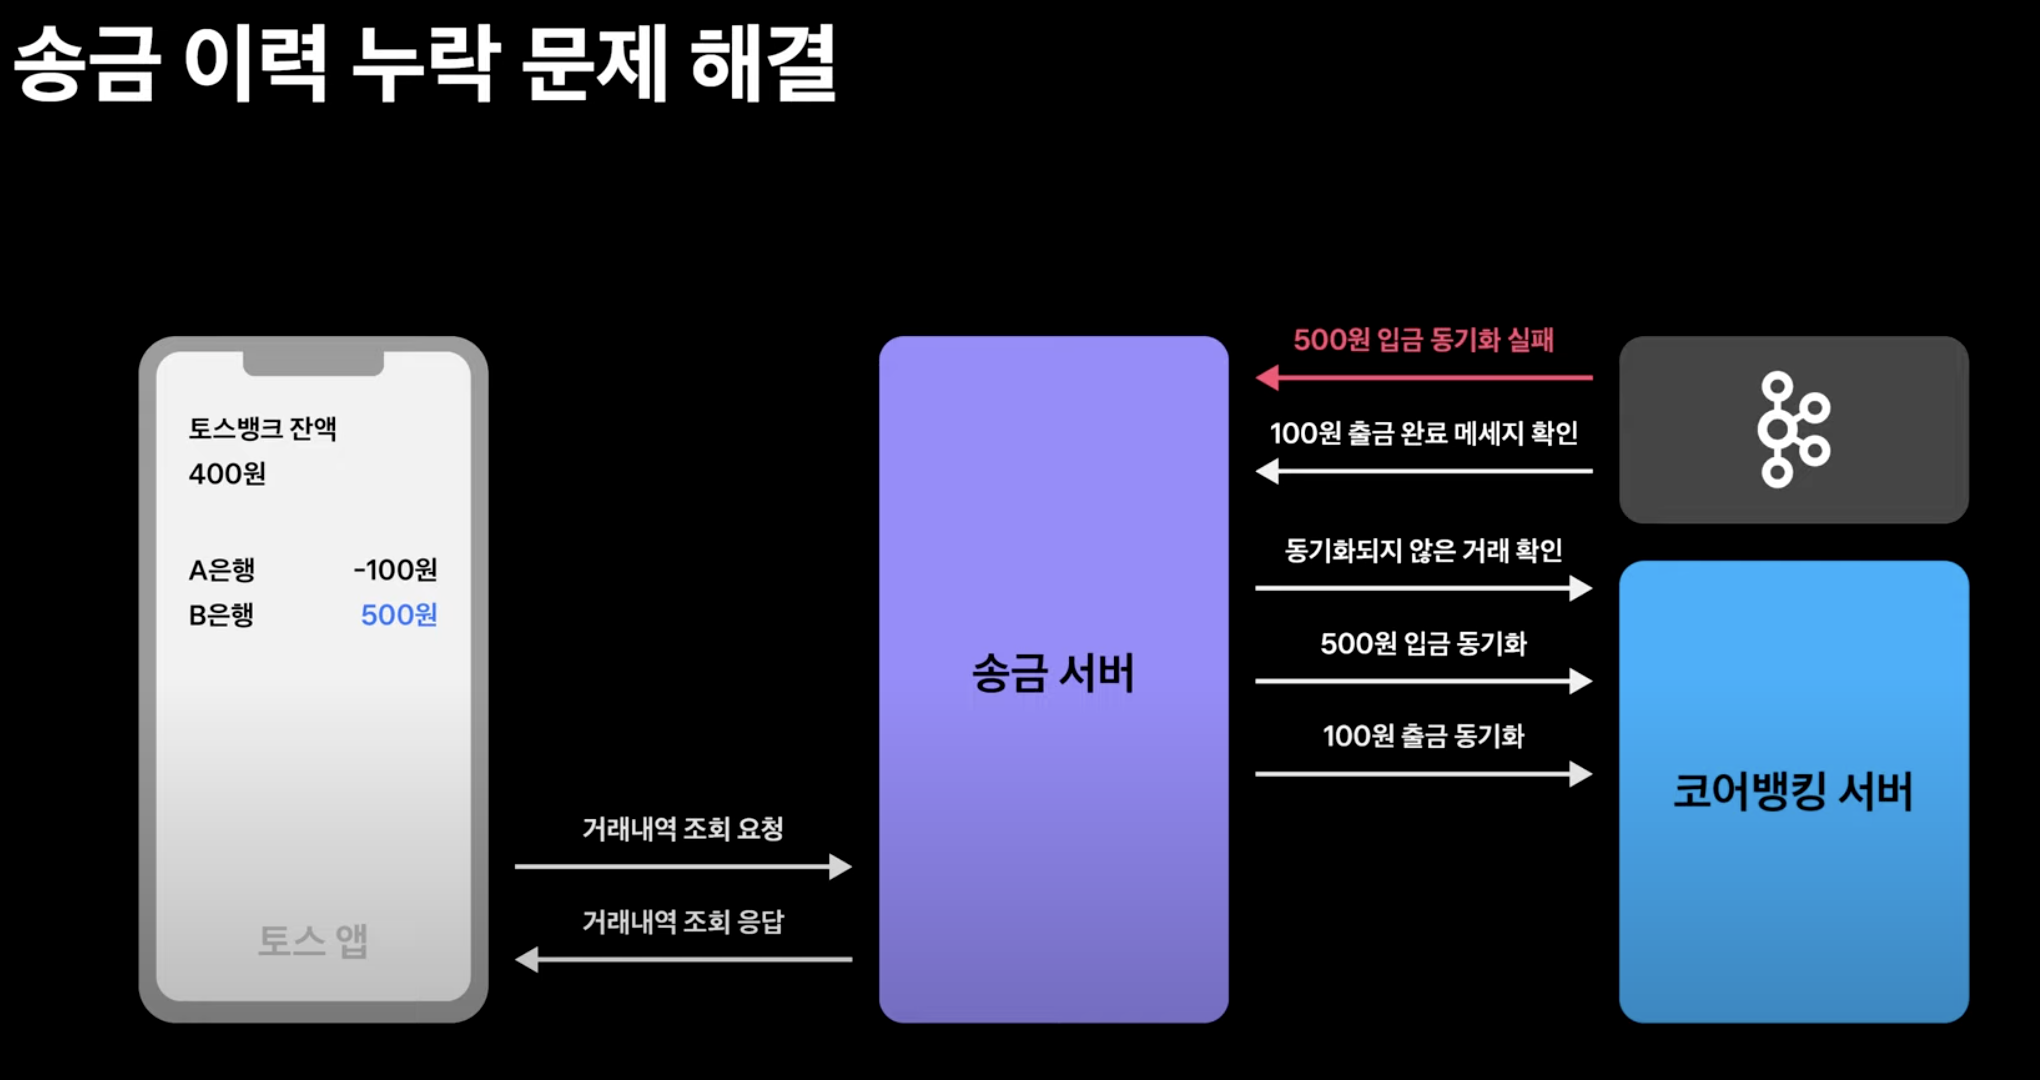 송금 이력 누락 문제 해결
토스뱅크 잔액
400원
A은행 -100원
B은행 500원
토스 앱
거래내역 조회 요청
거래내역 조회 응답
송금 서버
500원 입금 동기화 실패
100원 출금 완료 메세지 확인
동기화되지 않은 거래 확인
500원 입금 동기화
100원 출금 동기화
코어뱅킹 서버